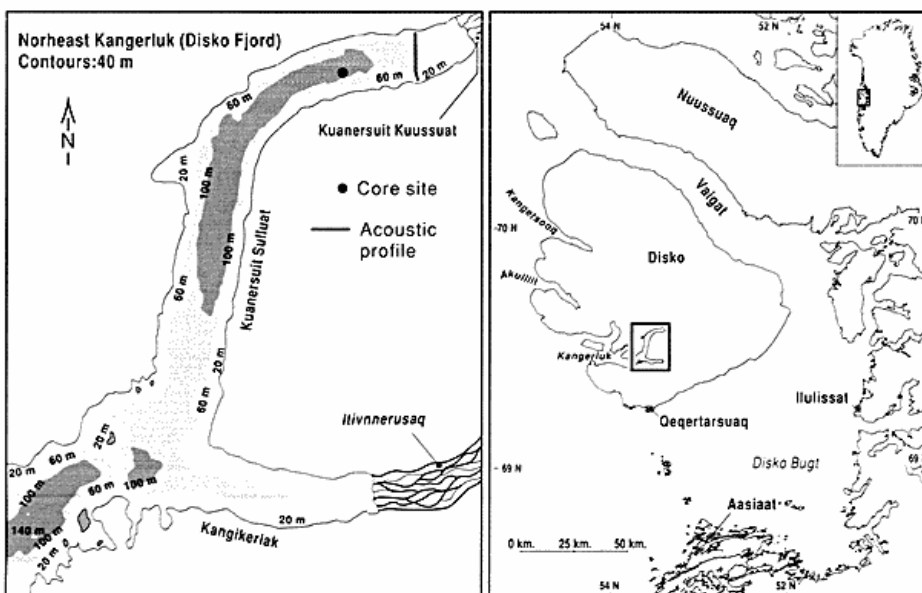 Norheast Kangerluk (Disko Fjord)
Contours:40 m
N
60 m
60 m
20 m
Kuanersuit Kuussuat
20 m
100 m
Core site
Acoustic
profile
100 m
Kuanersuit Sulluat
60 m
20 m
60 m
Itivnnerusaq
20 m
20 m
60 m
100 m
60 m
100 m
140 m
100 m
20 m
20 m
Kangikerlak
54 N
52 N
Nuussuaq
Vaigat
Kangersooq
70 N
70 N
Disko
Akulliit
Kangerluk
Ilulissat
Qeqertarsuaq
69 N
69
Disko Bugt
Aasiaat
0 km. 25 km. 50 km.
54 N
52 N